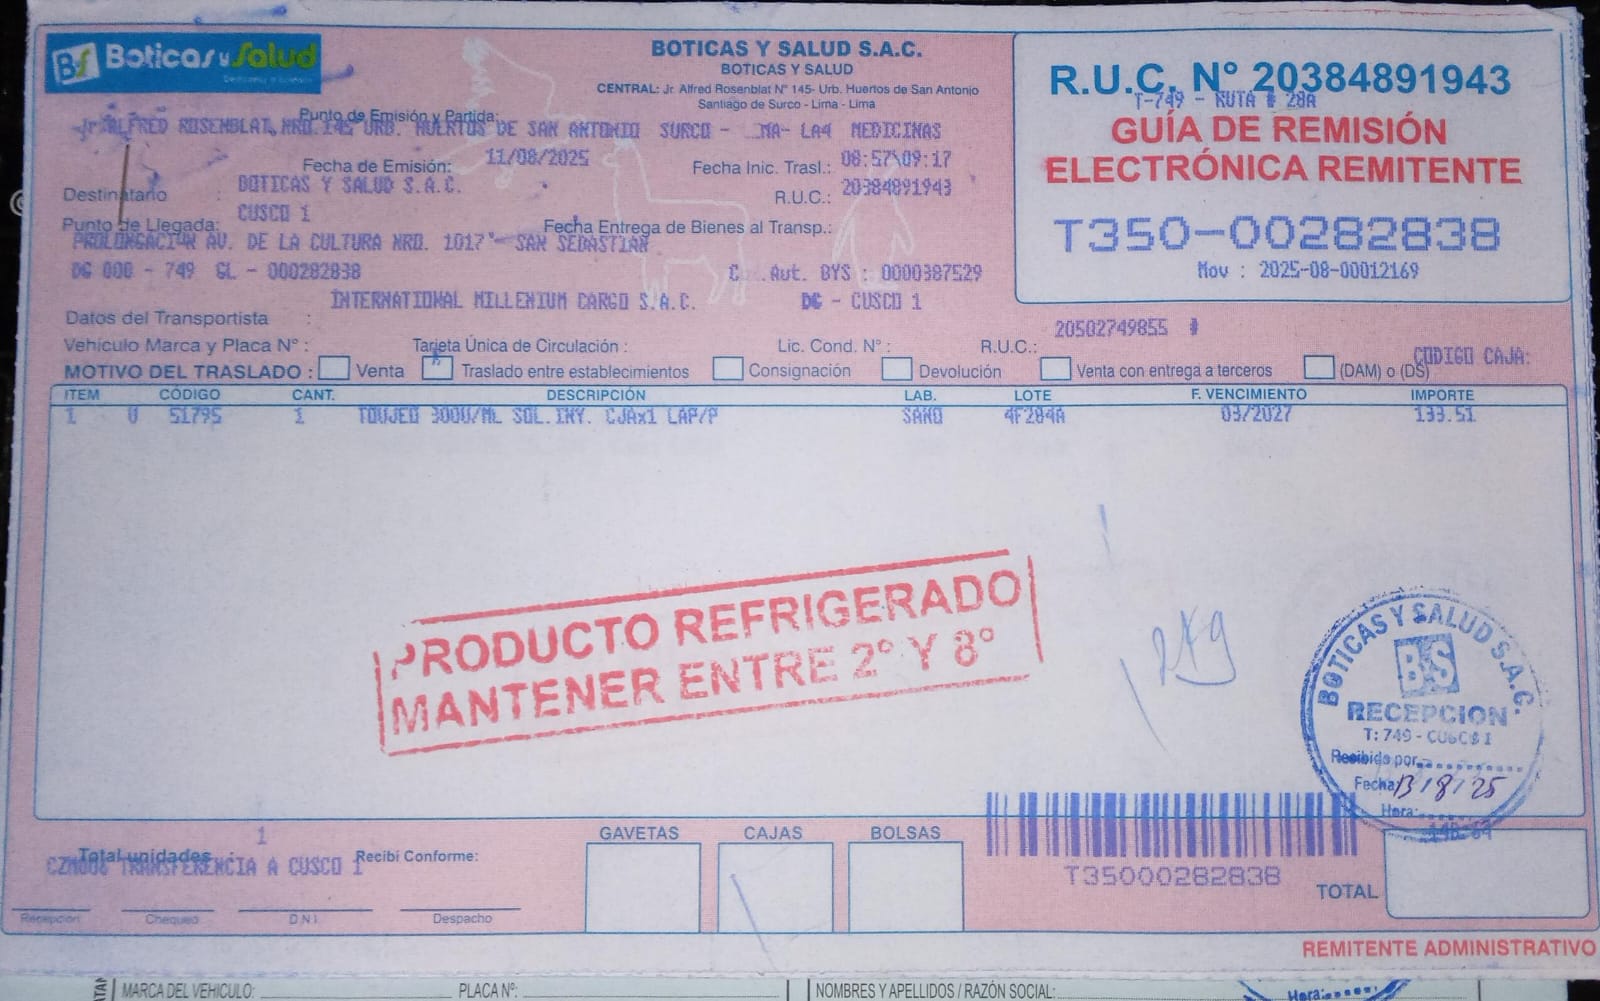 BS Boticas y Salud
BOTICAS Y SALUD S.A.C.
BOTICAS Y SALUD
CENTRAL: Jr. Alfred Rosenblat N° 145- Urb. Huertos de San Antonio
Santiago de Surco - Lima - Lima
R.U.C. N° 20384891943
T-749 - RUTA # 28A
GUÍA DE REMISIÓN
ELECTRÓNICA REMITENTE
T350-00282838
Mov : 2025-08-00012169
Punto de Emisión y Partida:
Jr ALFRED ROSENBLAT, NRO. 145 URB. HUERTOS DE SAN ANTONIO SURCO - MA- LA4 MEDICINAS
Fecha de Emisión: 11/08/2025 Fecha Inic. Trasl.: 08:57\09:17
Destinatario : BOTICAS Y SALUD S.A.C. R.U.C.: 20384891943
CUSCO 1
Punto de Llegada: Fecha Entrega de Bienes al Transp.:
PROLONGACION AV. DE LA CULTURA NRO. 1017 - SAN SEBASTIAN
DG 000 - 749 GL - 000282838 C .Aut. BYS : 0000387529
INTERNATIONAL MILLENIUM CARGO S.A.C. DG - CUSCO 1
Datos del Transportista :
20502749855 #
Vehículo Marca y Placa N° : Tarjeta Única de Circulación : Lic. Cond. N° : R.U.C.:
CODIGO CAJA:
MOTIVO DEL TRASLADO : Venta X Traslado entre establecimientos Consignación Devolución Venta con entrega a terceros (DAM) o (DS)
ITEM CÓDIGO CANT. DESCRIPCIÓN LAB. LOTE F. VENCIMIENTO IMPORTE
1 U 51795 1 TOUJEO 300U/ML SOL.INY. CJAx1 LAP/P SANO 4F284A 03/2027 133.51
PRODUCTO REFRIGERADO
MANTENER ENTRE 2° Y 8°
BOTICAS Y SALUD S.A.C.
BS
RECEPCION
T: 749 - CUSCO 1
Recibido por
Fecha 13/8/25
Hora:
1
Total unidades : Recibí Conforme:
CZM006 TRANSFERENCIA A CUSCO 1
GAVETAS CAJAS BOLSAS
T35000282838
TOTAL
Recepción Chequeo D.N.I. Despacho
REMITENTE ADMINISTRATIVO
MARCA DEL VEHICULO: PLACA Nº: NOMBRES Y APELLIDOS / RAZÓN SOCIAL:
Hora: